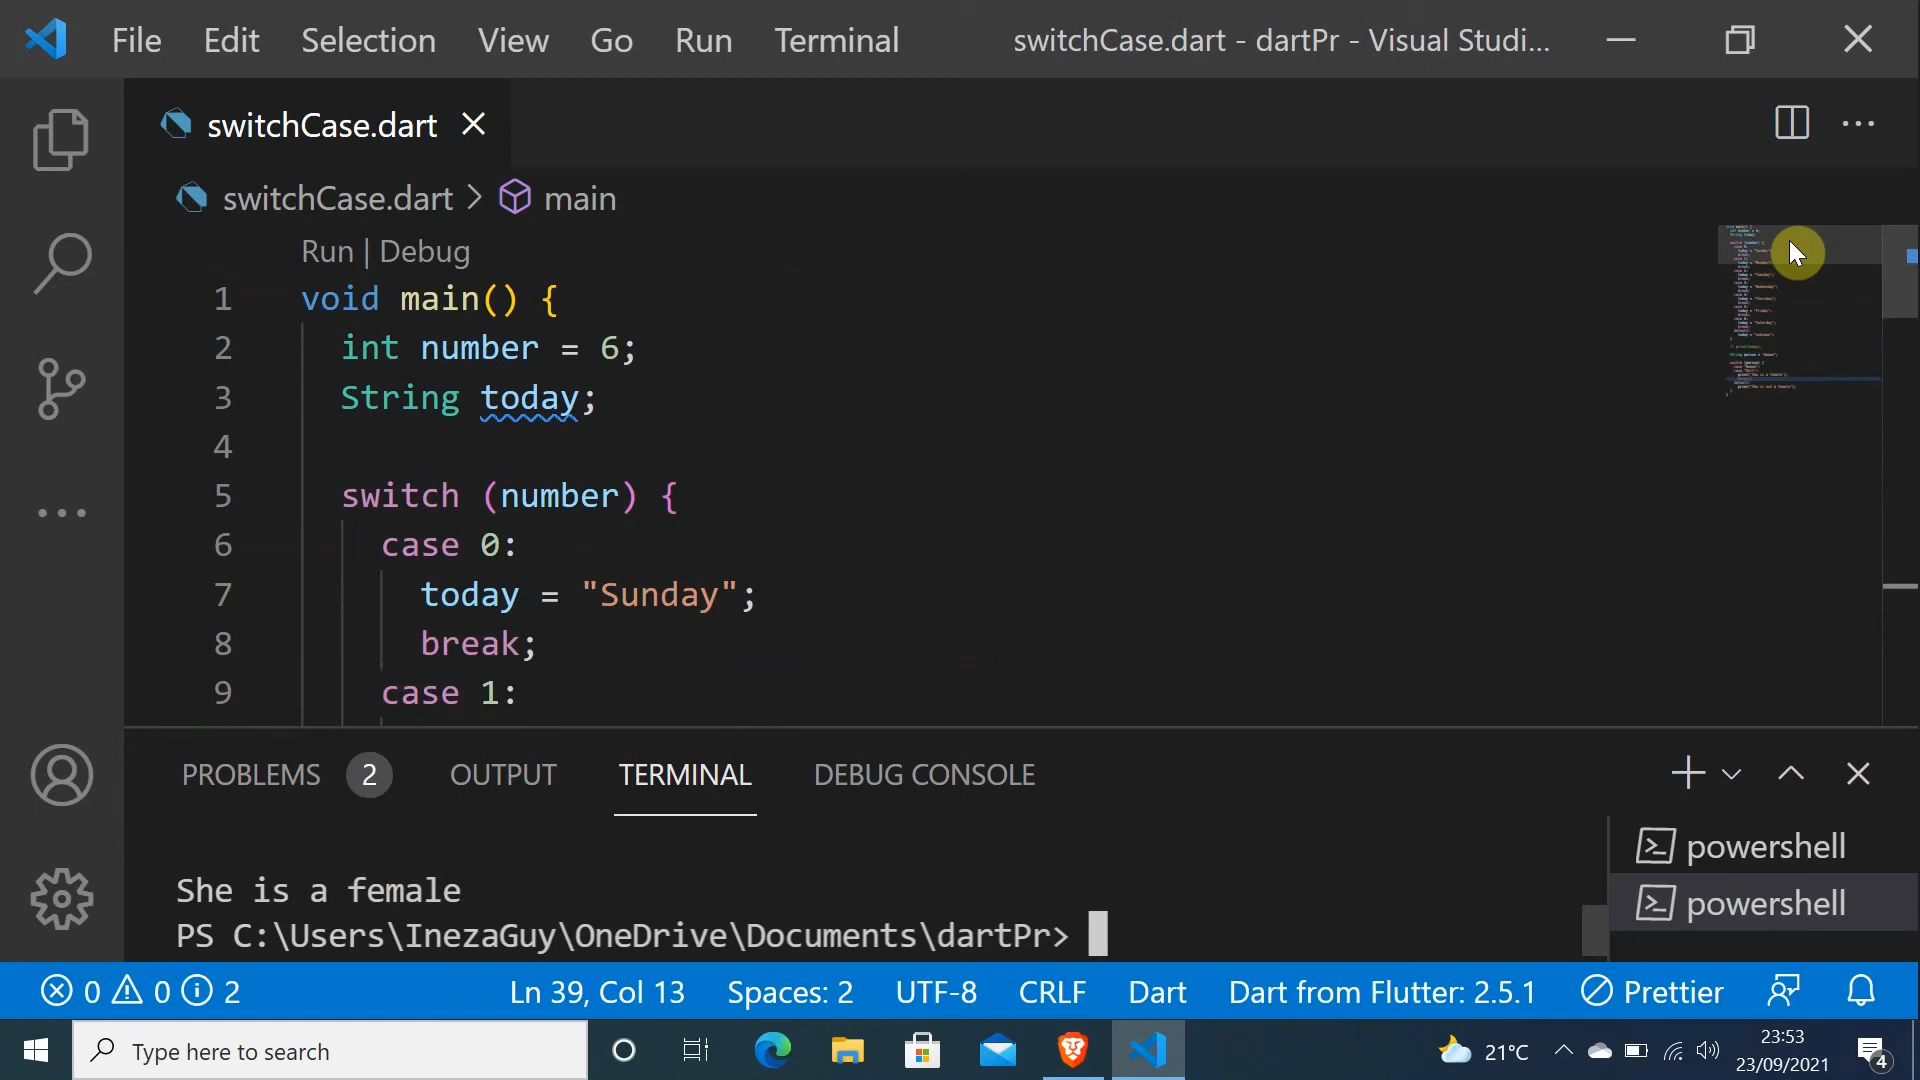 File Edit Selection View Go Run Terminal switchCase.dart - dartPr - Visual Studi...
switchCase.dart
switchCase.dart > main
Run | Debug
1 void main() {
2 int number = 6;
3 String today;
4
5 switch (number) {
6 case 0:
7 today = "Sunday";
8 break;
9 case 1:
PROBLEMS 2 OUTPUT TERMINAL DEBUG CONSOLE
She is a female
PS C:\Users\InezaGuy\OneDrive\Documents\dartPr>
powershell
powershell
0 0 2 Ln 39, Col 13 Spaces: 2 UTF-8 CRLF Dart Dart from Flutter: 2.5.1 Prettier
Type here to search 21°C 23:53
23/09/2021 4